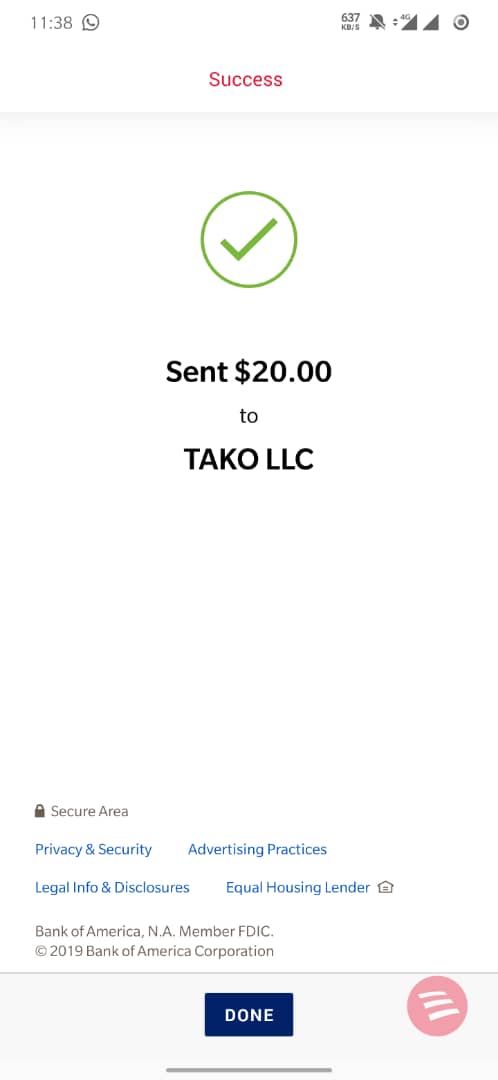 11:38
637
KB/S
4G
Success
Sent $20.00
to
TAKO LLC
Secure Area
Privacy & Security Advertising Practices
Legal Info & Disclosures Equal Housing Lender
Bank of America, N.A. Member FDIC.
© 2019 Bank of America Corporation
DONE